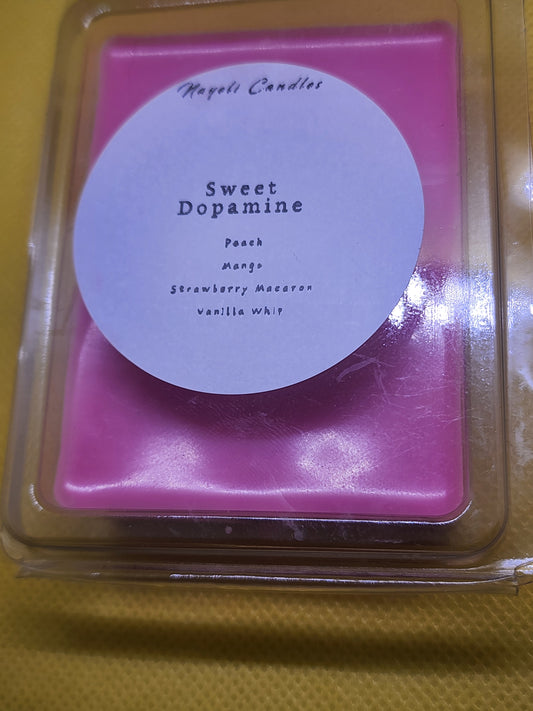 Nayeli Candles
Sweet
Dopamine
Peach
Mango
Strawberry Macaron
Vanilla Whip